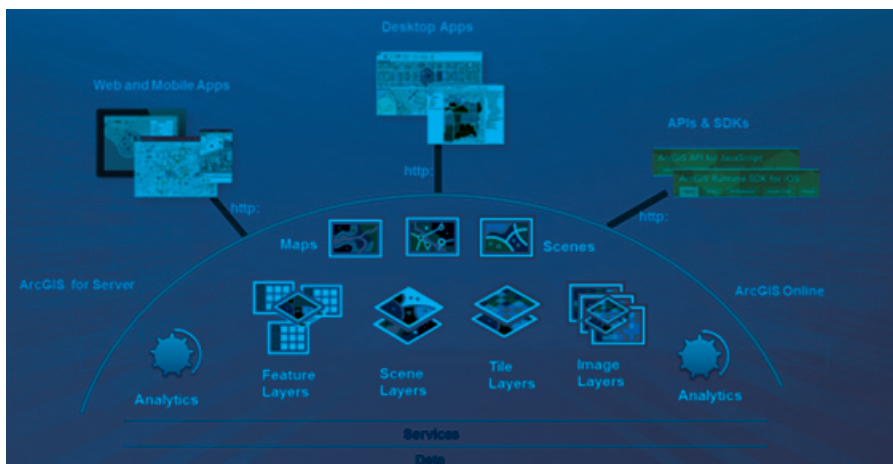 Desktop Apps
Web and Mobile Apps
APIs & SDKs
ArcGIS API for JavaScript
ArcGIS Runtime SDK for iOS
http:
http:
http:
Maps
Scenes
ArcGIS for Server
ArcGIS Online
Feature
Layers
Scene
Layers
Tile
Layers
Image
Layers
Analytics
Analytics
Services
Data